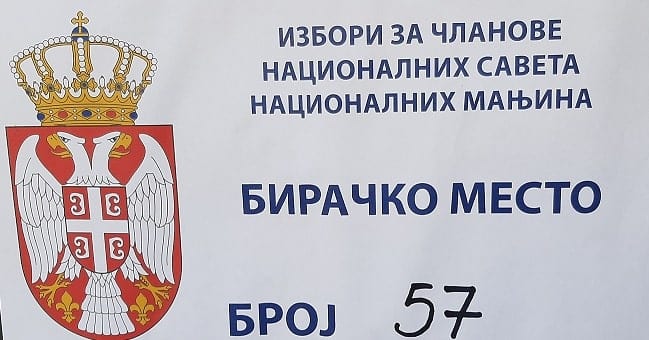 ИЗБОРИ ЗА ЧЛАНОВЕ
НАЦИОНАЛНИХ САВЕТА
НАЦИОНАЛНИХ МАЊИНА
БИРАЧКО МЕСТО
БРОЈ 57